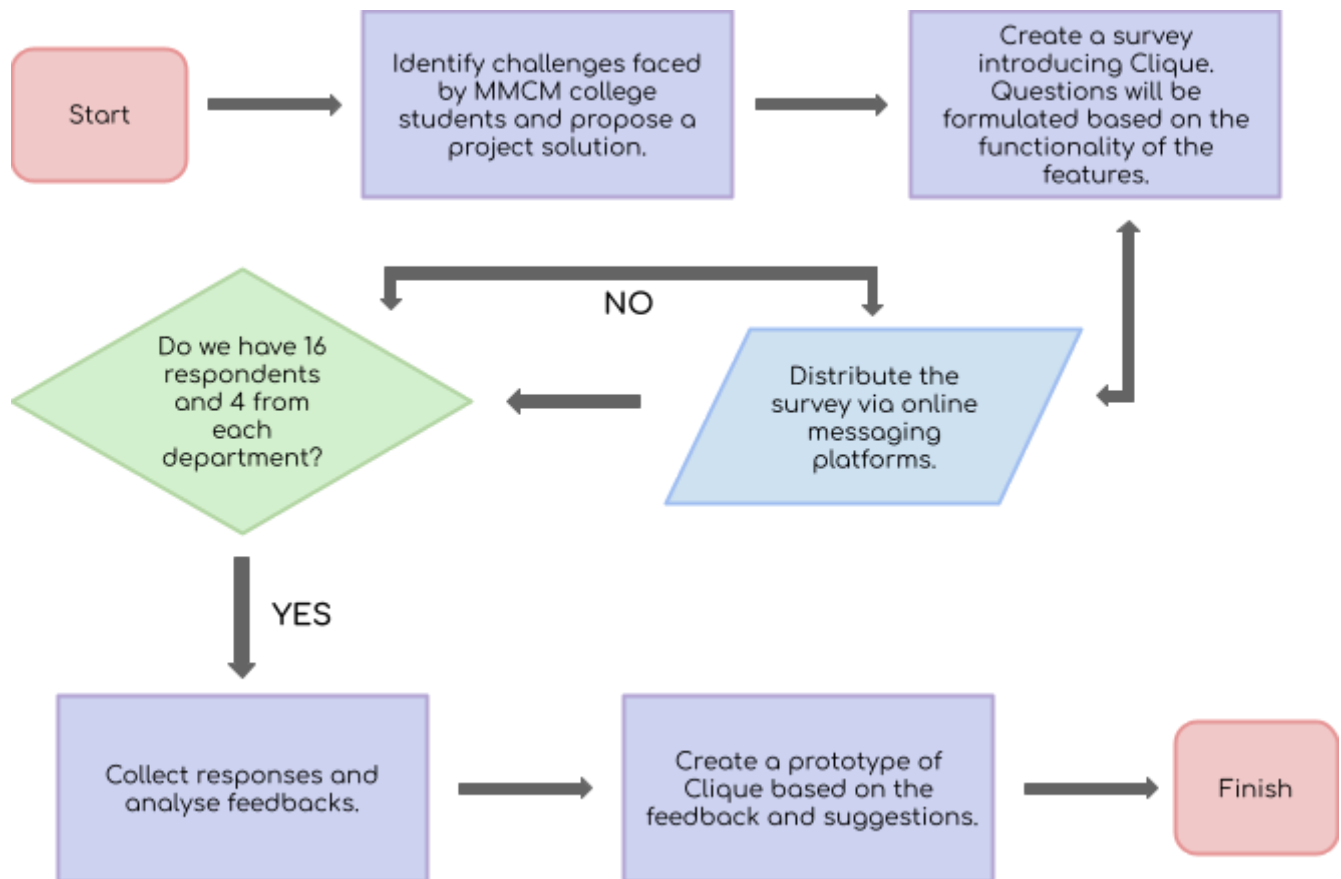 Start
Identify challenges faced
by MMCM college
students and propose a
project solution.
Create a survey
introducing Clique.
Questions will be
formulated based on the
functionality of the
features.
NO
Do we have 16
respondents
and 4 from
each
department?
Distribute the
survey via online
messaging
platforms.
YES
Collect responses and
analyse feedbacks.
Create a prototype of
Clique based on the
feedback and suggestions.
Finish